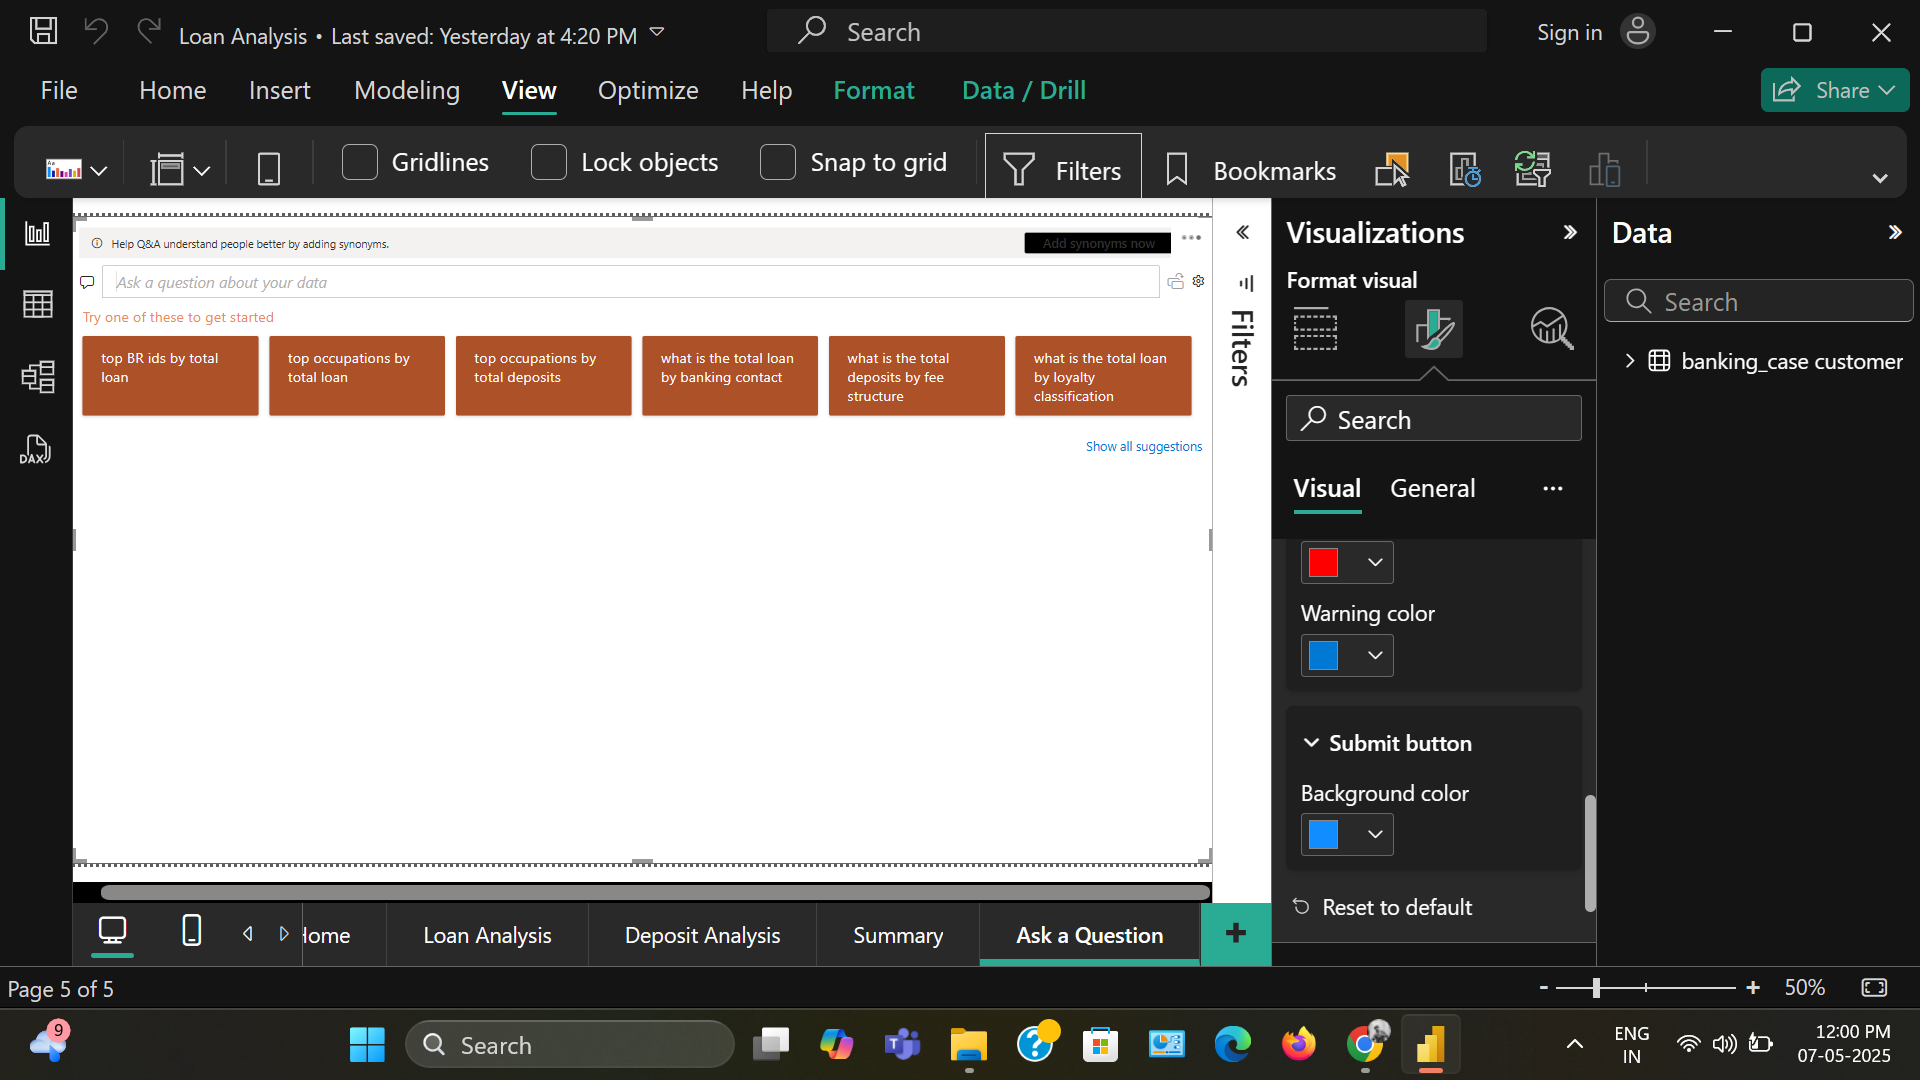 Loan Analysis • Last saved: Yesterday at 4:20 PM
Search
Sign in
File Home Insert Modeling View Optimize Help Format Data / Drill
Share
Gridlines Lock objects Snap to grid Filters Bookmarks
Help Q&A understand people better by adding synonyms.
Add synonyms now
Ask a question about your data
Try one of these to get started
top BR ids by total
loan
top occupations by
total loan
top occupations by
total deposits
what is the total loan
by banking contact
what is the total
deposits by fee
structure
what is the total loan
by loyalty
classification
Show all suggestions
Filters
Visualizations
Format visual
Search
Visual General
Warning color
Submit button
Background color
Reset to default
Data
Search
banking_case customer
DAX
Home Loan Analysis Deposit Analysis Summary Ask a Question
Page 5 of 5
- + 50%
9
Search
ENG
IN
12:00 PM
07-05-2025